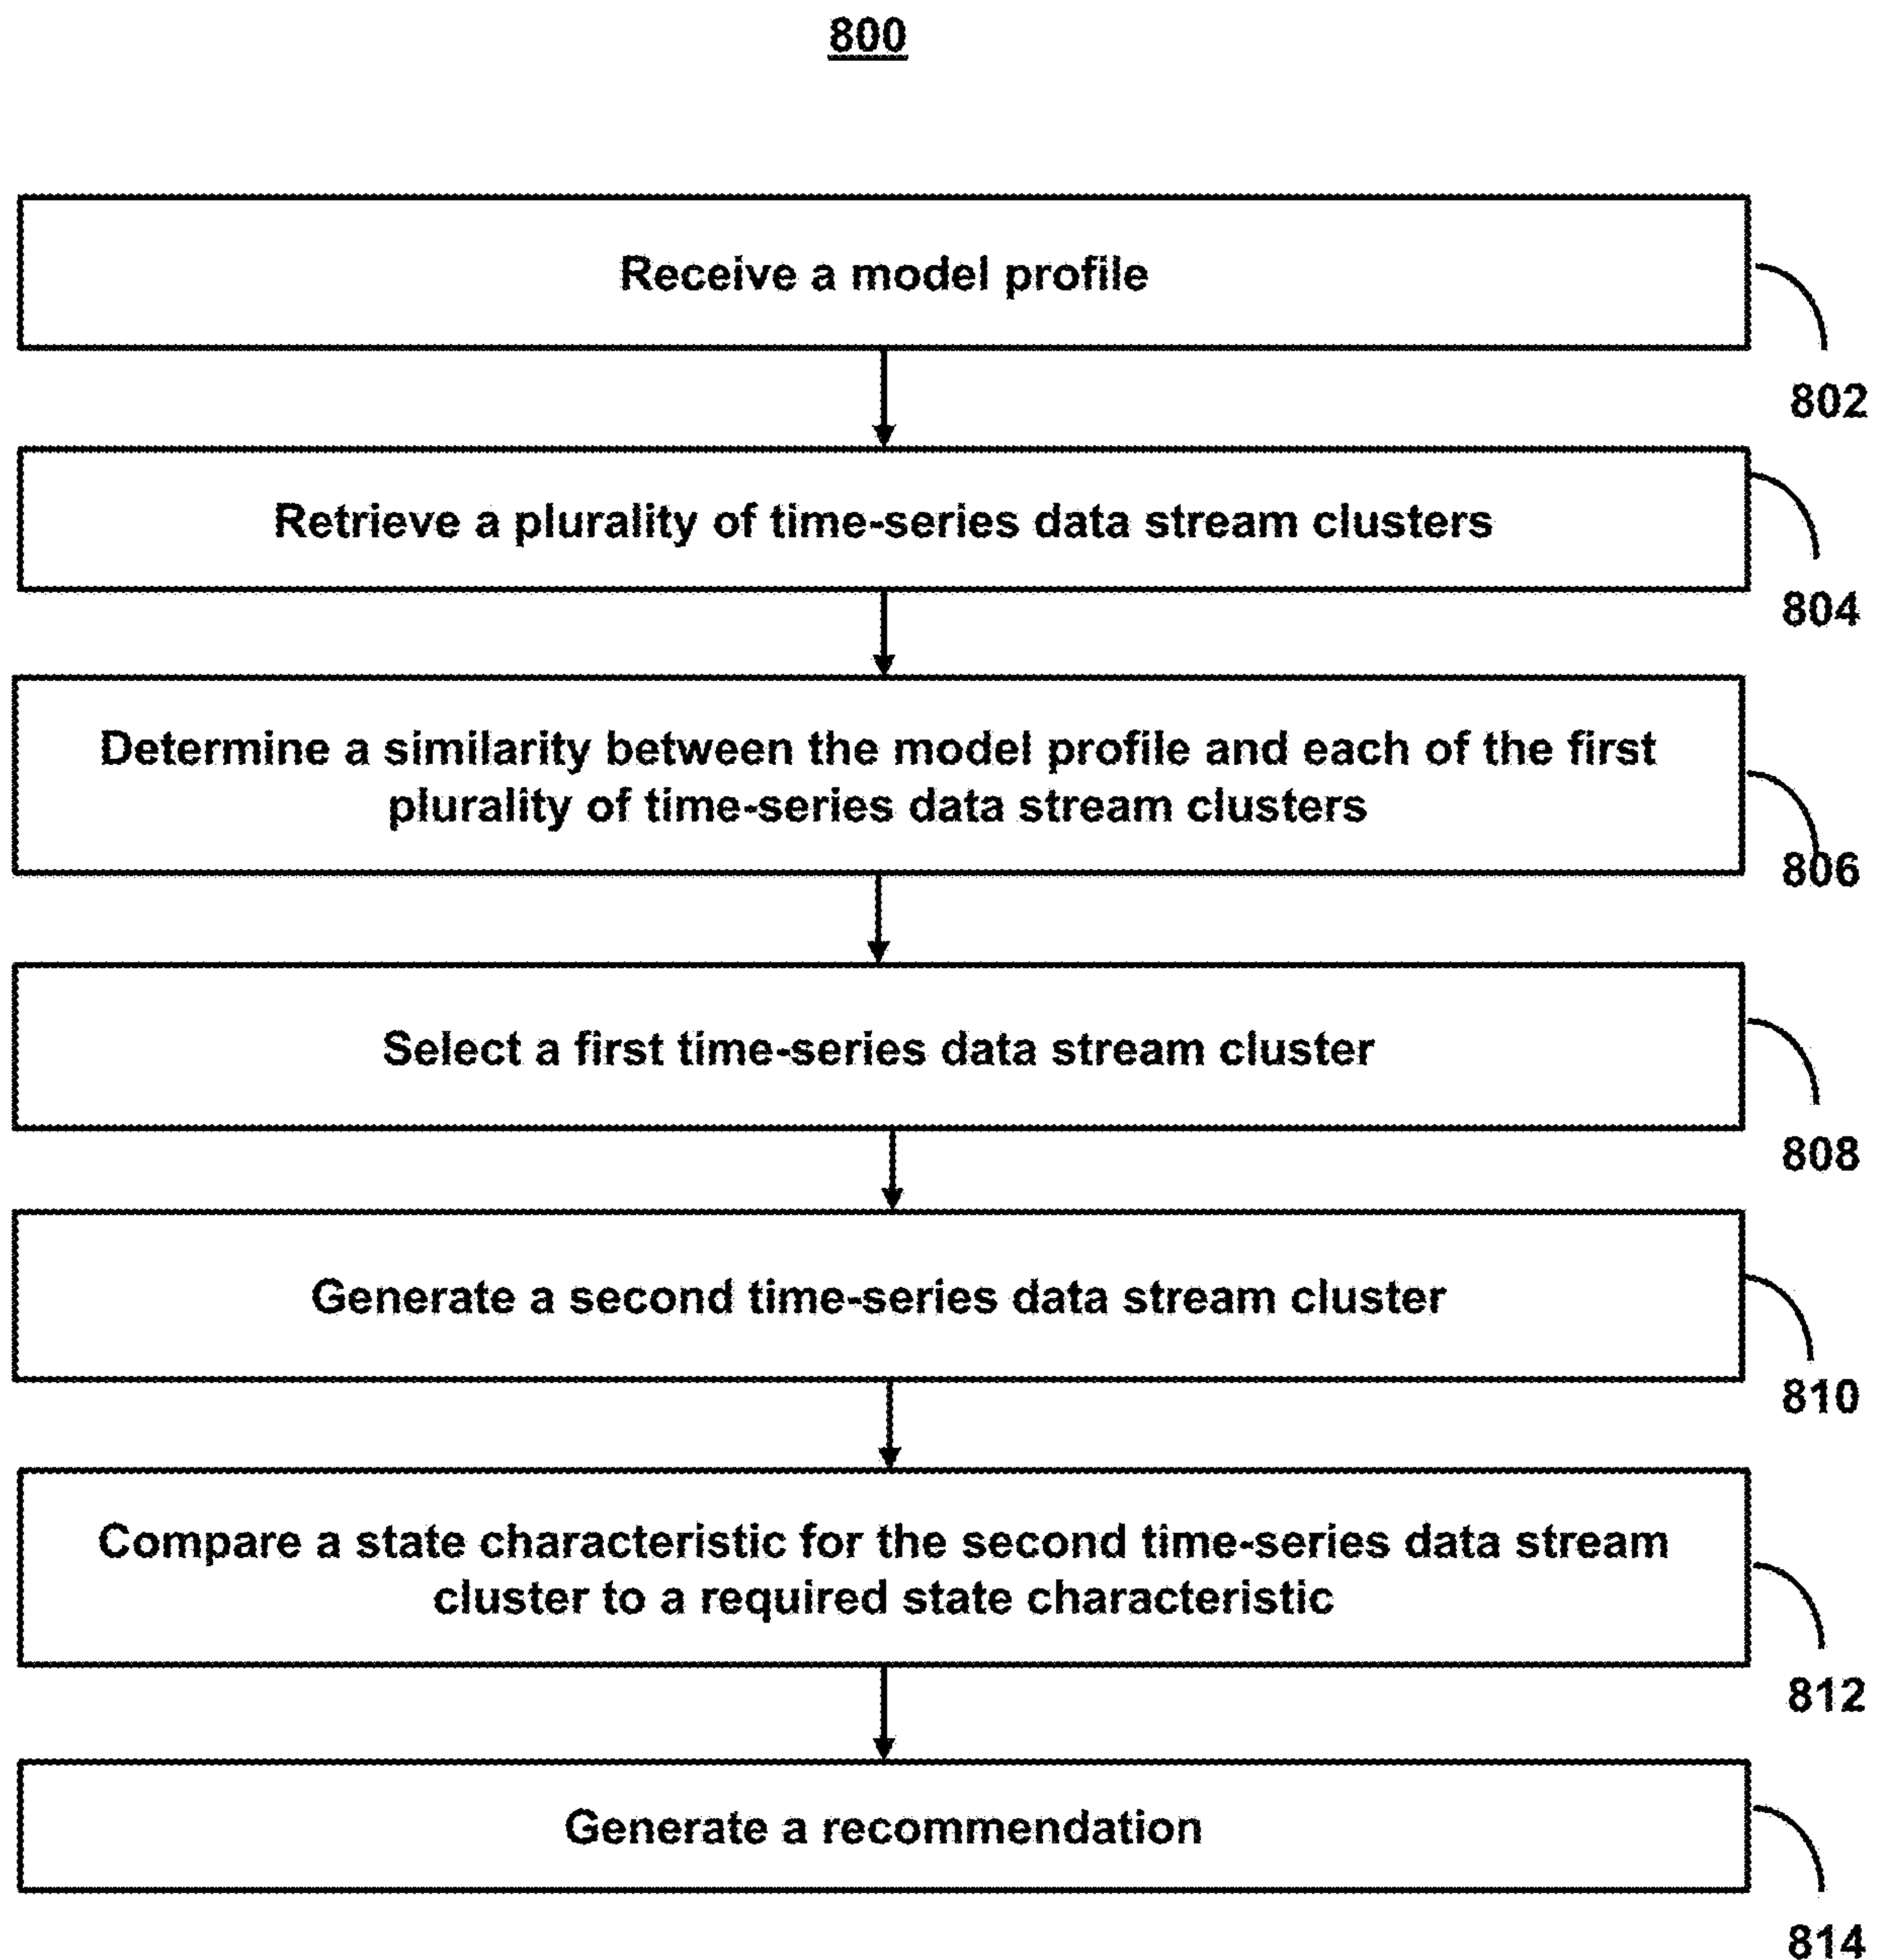 800
Receive a model profile
802
Retrieve a plurality of time-series data stream clusters
804
Determine a similarity between the model profile and each of the first
plurality of time-series data stream clusters
806
Select a first time-series data stream cluster
808
Generate a second time-series data stream cluster
810
Compare a state characteristic for the second time-series data stream
cluster to a required state characteristic
812
Generate a recommendation
814